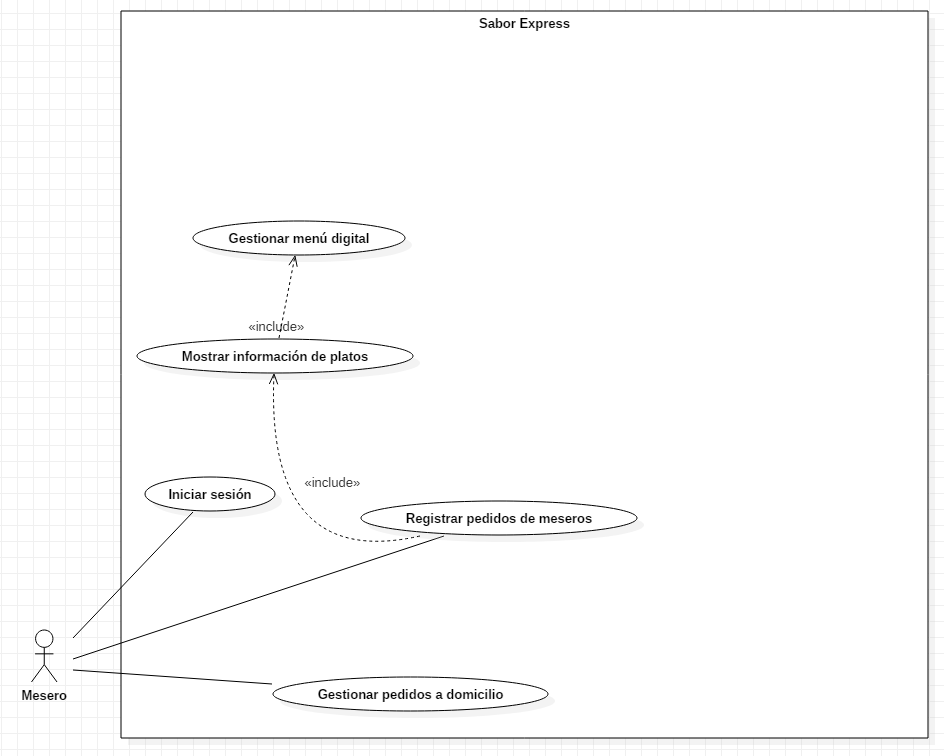 Sabor Express
Gestionar menú digital
«include»
Mostrar información de platos
«include»
Iniciar sesión
Registrar pedidos de meseros
Mesero
Gestionar pedidos a domicilio